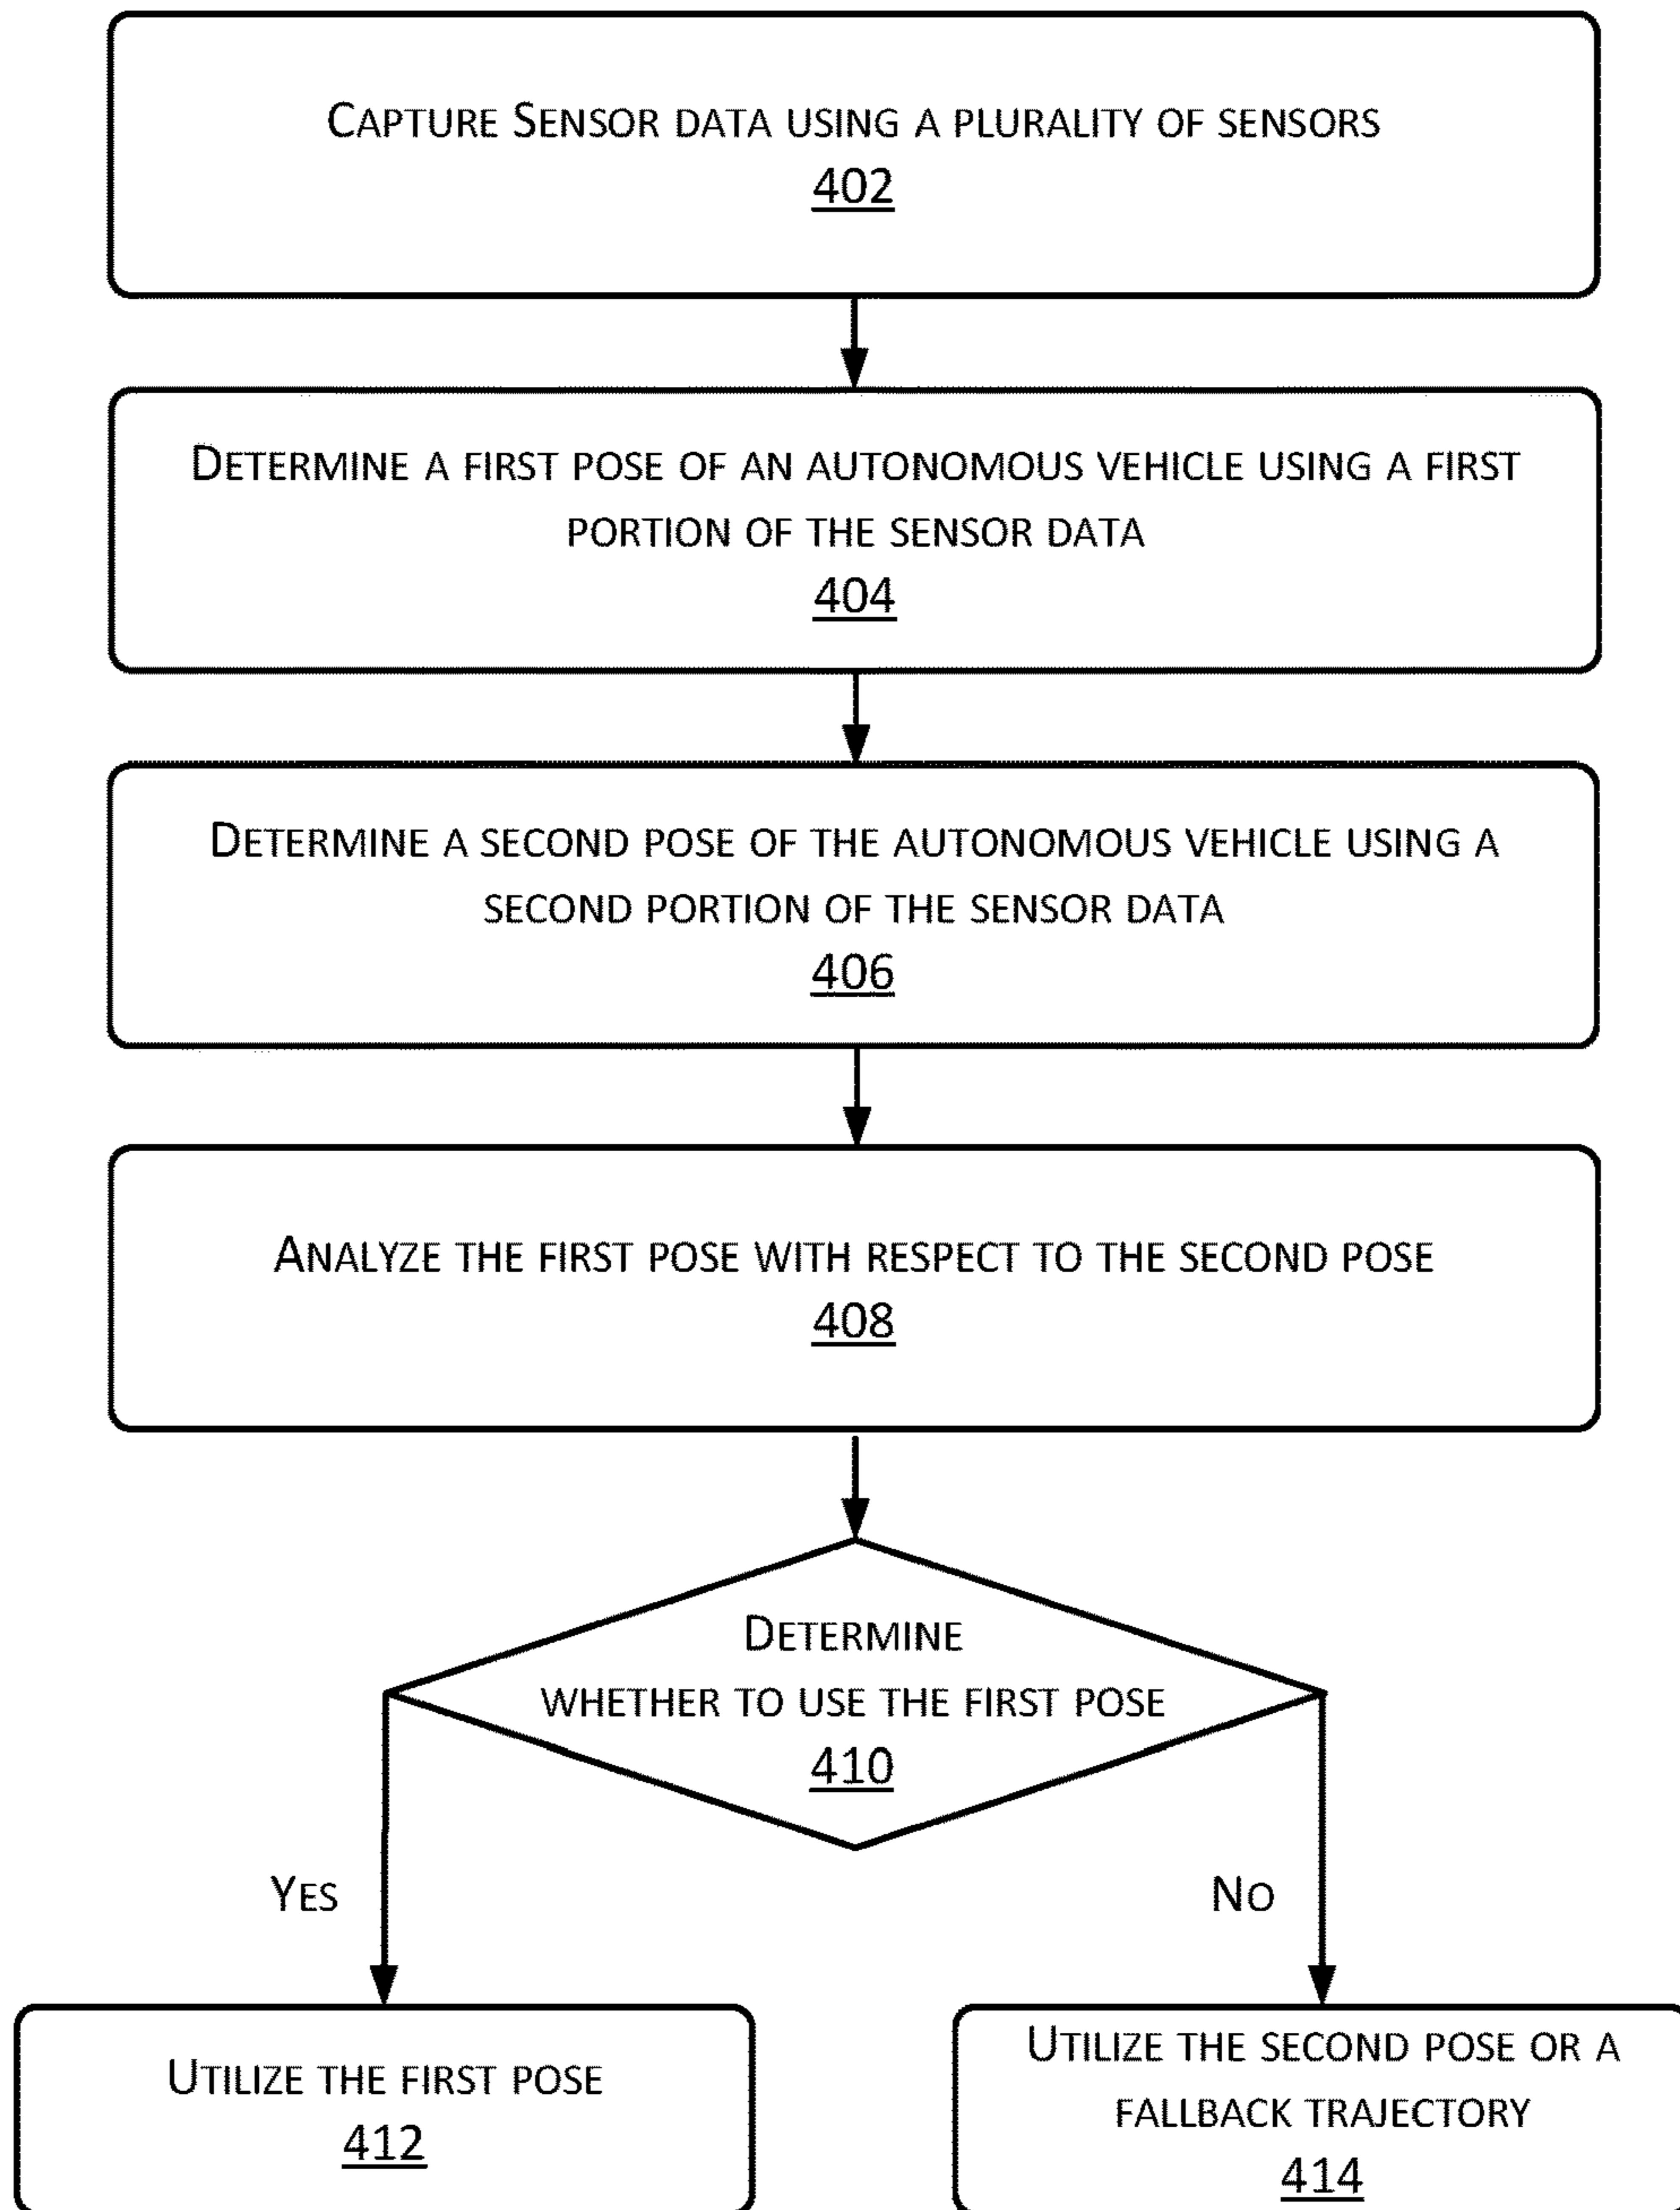 CAPTURE SENSOR DATA USING A PLURALITY OF SENSORS
402
DETERMINE A FIRST POSE OF AN AUTONOMOUS VEHICLE USING A FIRST
PORTION OF THE SENSOR DATA
404
DETERMINE A SECOND POSE OF THE AUTONOMOUS VEHICLE USING A
SECOND PORTION OF THE SENSOR DATA
406
ANALYZE THE FIRST POSE WITH RESPECT TO THE SECOND POSE
408
DETERMINE
WHETHER TO USE THE FIRST POSE
410
YES
NO
UTILIZE THE FIRST POSE
412
UTILIZE THE SECOND POSE OR A
FALLBACK TRAJECTORY
414